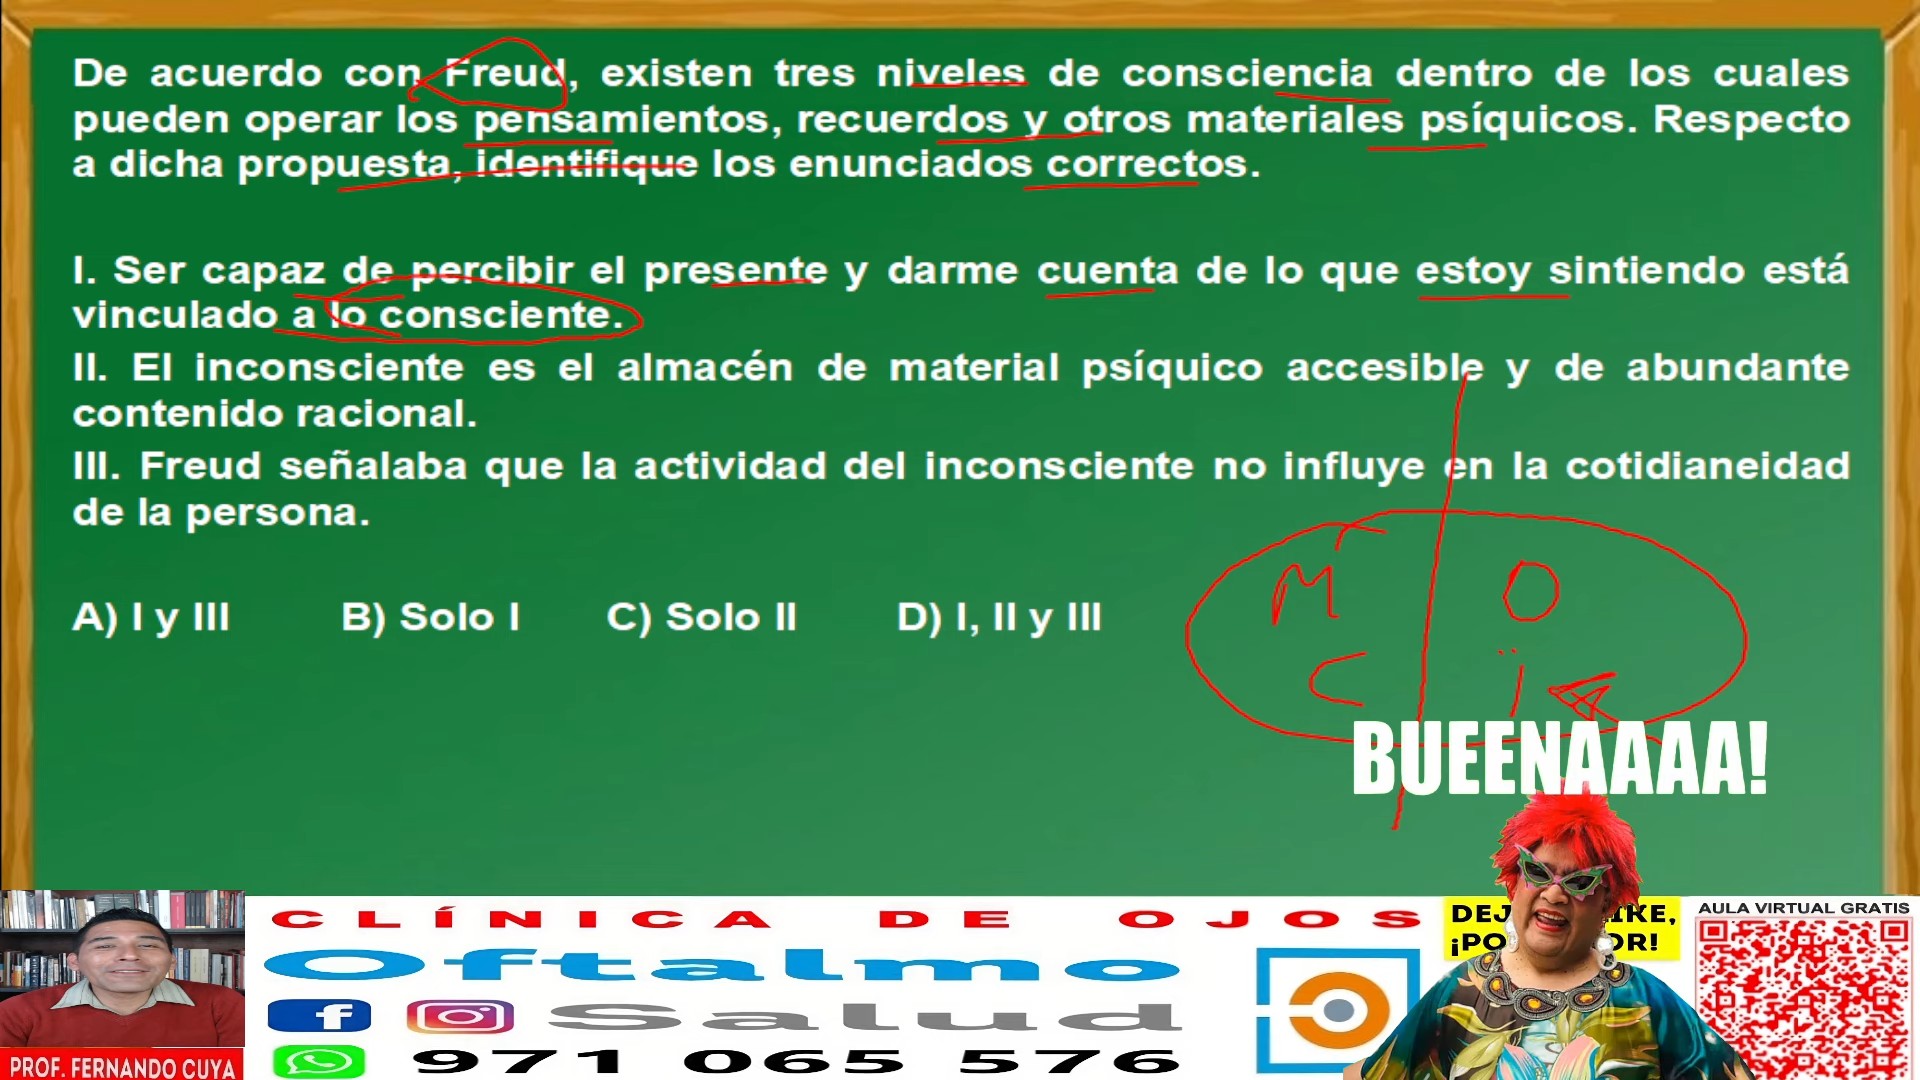 De acuerdo con Freud, existen tres niveles de consciencia dentro de los cuales
pueden operar los pensamientos, recuerdos y otros materiales psíquicos. Respecto
a dicha propuesta, identifique los enunciados correctos.
I. Ser capaz de percibir el presente y darme cuenta de lo que estoy sintiendo está
vinculado a lo consciente.
II. El inconsciente es el almacén de material psíquico accesible y de abundante
contenido racional.
III. Freud señalaba que la actividad del inconsciente no influye en la cotidianeidad
de la persona.
A) I y III B) Solo I C) Solo II D) I, II y III
M O
C i
BUEENAAAA!
CLÍNICA DE OJOS
Oftalmo
Salud
971 065 576
PROF. FERNANDO CUYA
AULA VIRTUAL GRATIS